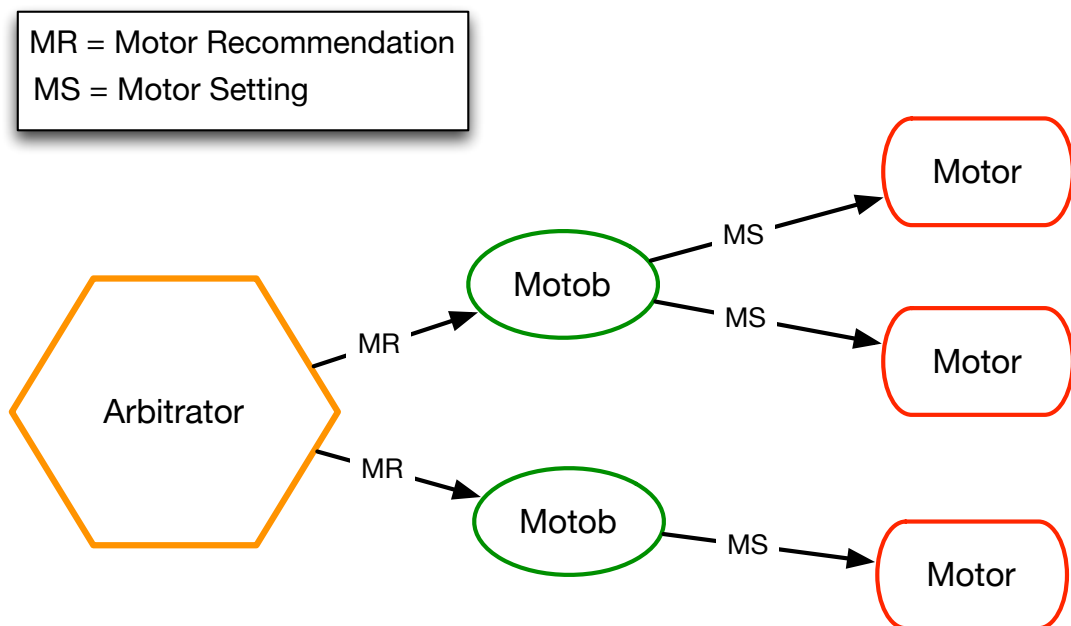 MR = Motor Recommendation
MS = Motor Setting
Motor
MS
Motob
MS
MR
Motor
Arbitrator
MR
Motob
MS
Motor